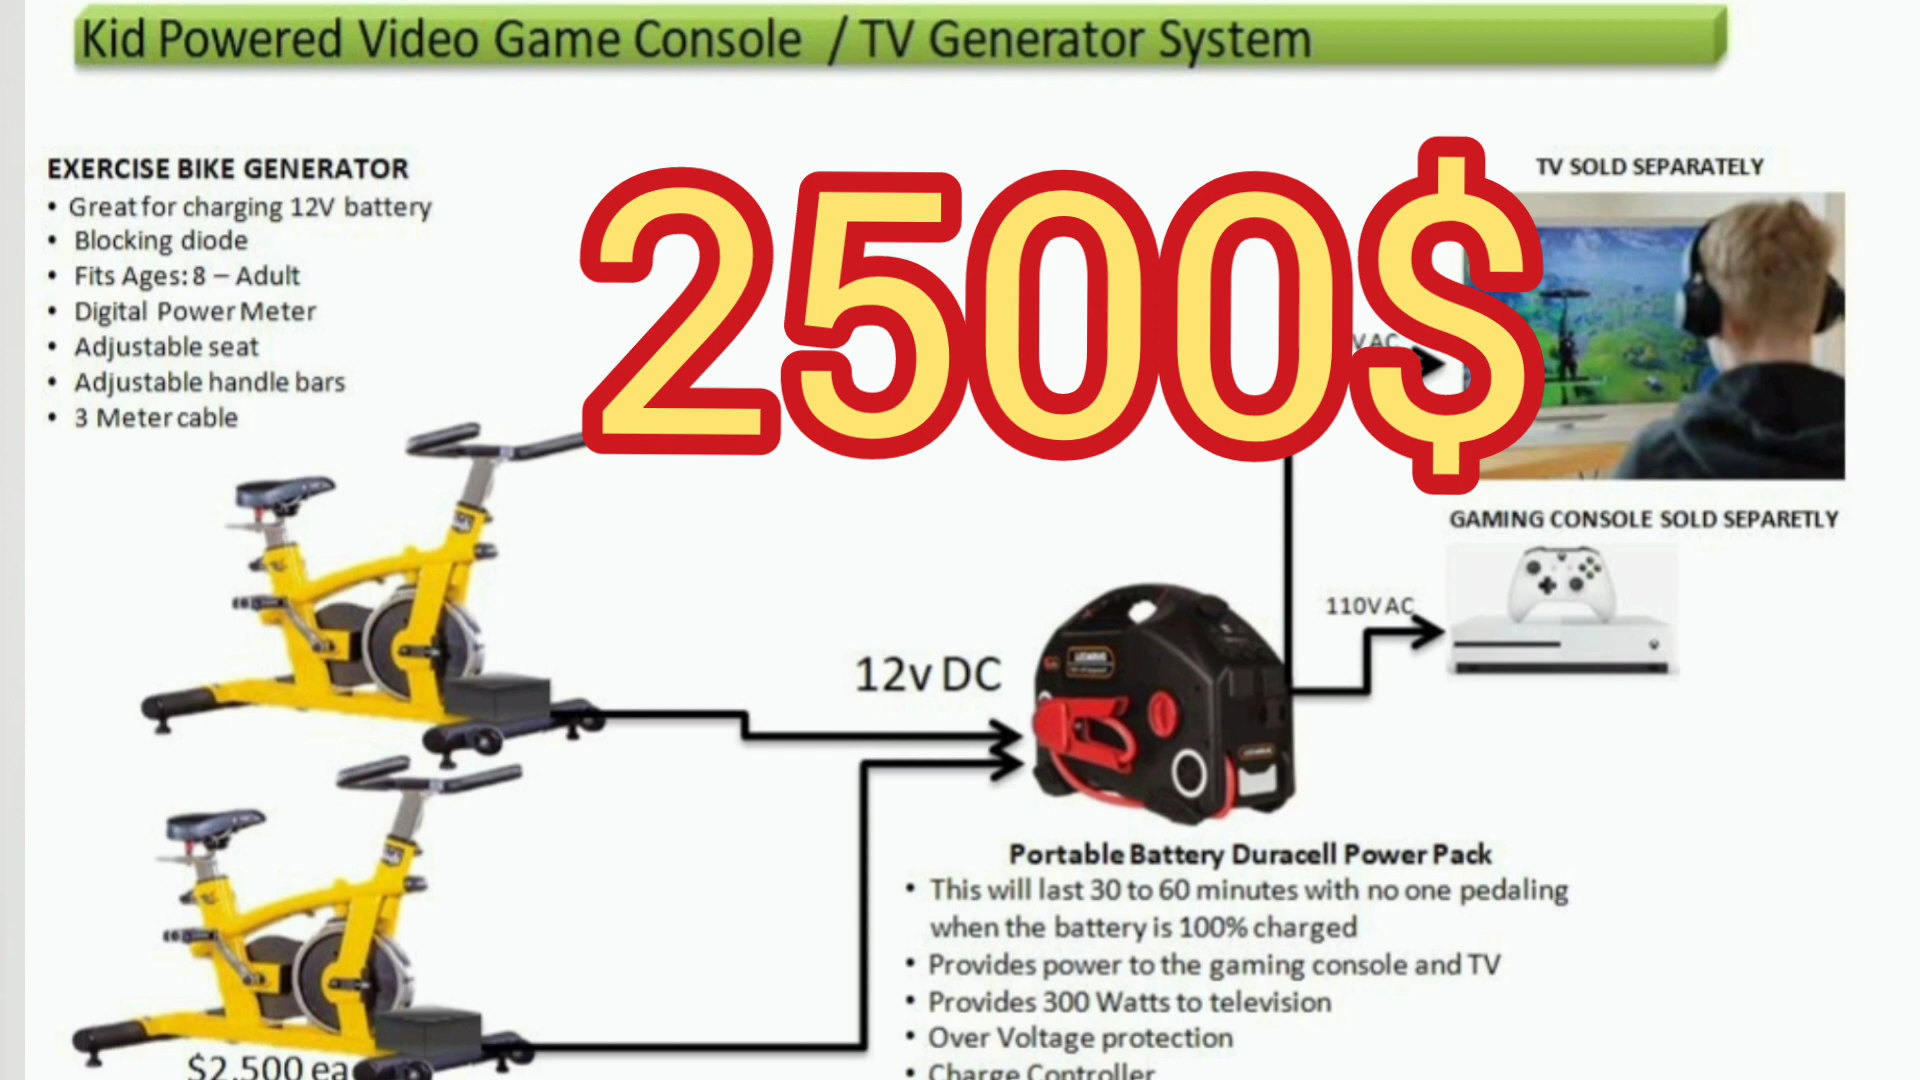 Kid Powered Video Game Console / TV Generator System
EXERCISE BIKE GENERATOR
• Great for charging 12V battery
• Blocking diode
• Fits Ages: 8 – Adult
• Digital Power Meter
• Adjustable seat
• Adjustable handle bars
• 3 Meter cable
2500$
TV SOLD SEPARATELY
V AC
GAMING CONSOLE SOLD SEPARETLY
110V AC
12v DC
Portable Battery Duracell Power Pack
• This will last 30 to 60 minutes with no one pedaling
when the battery is 100% charged
• Provides power to the gaming console and TV
• Provides 300 Watts to television
• Over Voltage protection
• Charge Controller
$2,500 ea